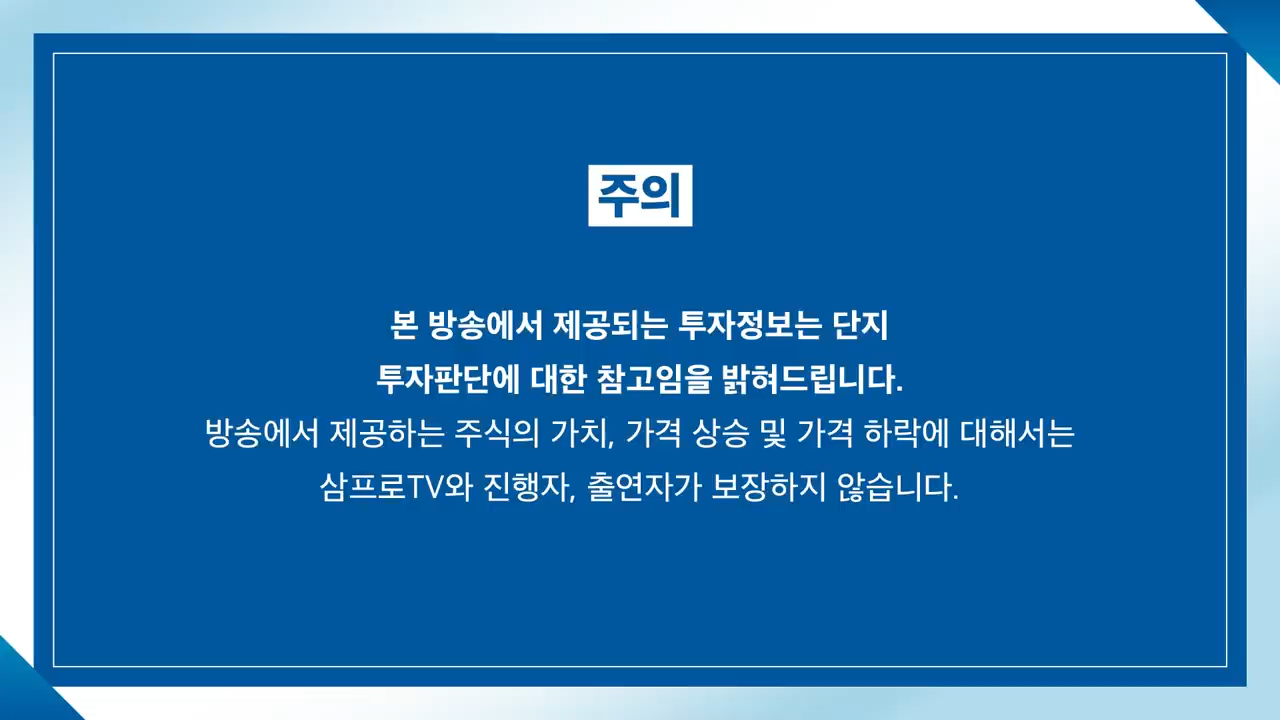 주의
본 방송에서 제공되는 투자정보는 단지
투자판단에 대한 참고임을 밝혀드립니다.
방송에서 제공하는 주식의 가치, 가격 상승 및 가격 하락에 대해서는
삼프로TV와 진행자, 출연자가 보장하지 않습니다.